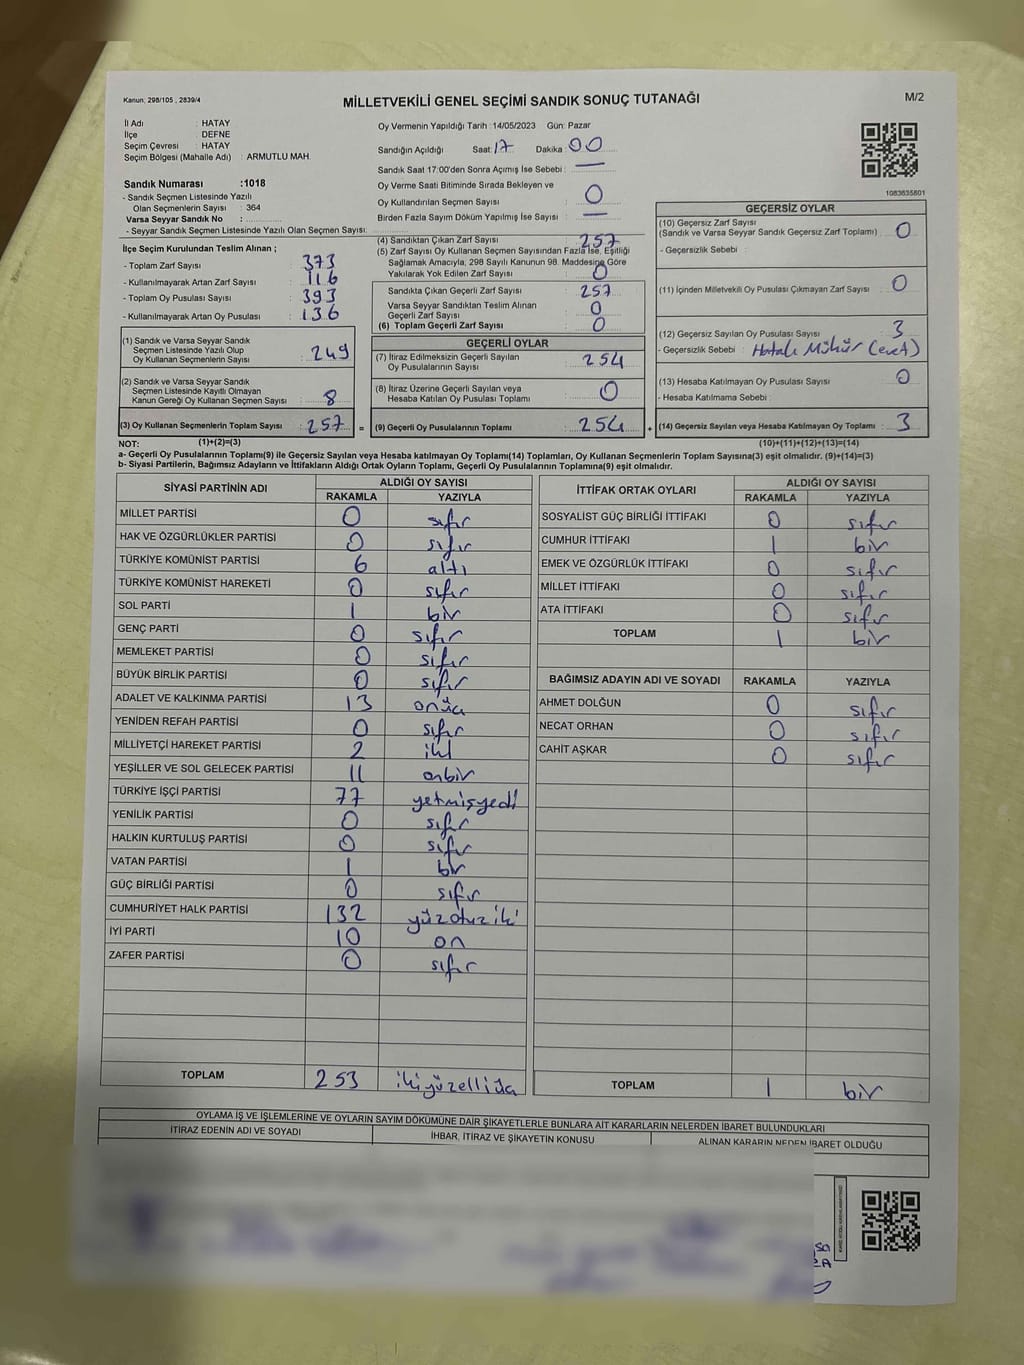 Kanun; 298/105 , 2839/4
MİLLETVEKİLİ GENEL SEÇİMİ SANDIK SONUÇ TUTANAĞI
M/2
İl Adı : HATAY
İlçe : DEFNE
Seçim Çevresi : HATAY
Seçim Bölgesi (Mahalle Adı) : ARMUTLU MAH.
Oy Vermenin Yapıldığı Tarih : 14/05/2023 Gün: Pazar
Sandığın Açıldığı Saat: 17 Dakika: 00
Sandık Saat 17:00'den Sonra Açımış İse Sebebi : —
Oy Verme Saati Bitiminde Sırada Bekleyen ve
Oy Kullandırılan Seçmen Sayısı : 0
Birden Fazla Sayım Döküm Yapılmış İse Sayısı : —
1083635801
Sandık Numarası :1018
- Sandık Seçmen Listesinde Yazılı
Olan Seçmenlerin Sayısı : 364
Varsa Seyyar Sandık No :
- Seyyar Sandık Seçmen Listesinde Yazılı Olan Seçmen Sayısı:
İlçe Seçim Kurulundan Teslim Alınan ;
- Toplam Zarf Sayısı : 373
- Kullanılmayarak Artan Zarf Sayısı : 116
- Toplam Oy Pusulası Sayısı : 393
- Kullanılmayarak Artan Oy Pusulası : 136
(1) Sandık ve Varsa Seyyar Sandık
Seçmen Listesinde Yazılı Olup
Oy Kullanan Seçmenlerin Sayısı : 249
(2) Sandık ve Varsa Seyyar Sandık
Seçmen Listesinde Kayıtlı Olmayan
Kanun Gereği Oy Kullanan Seçmen Sayısı : 8
(3) Oy Kullanan Seçmenlerin Toplam Sayısı : 257 =
(4) Sandıktan Çıkan Zarf Sayısı : 257
(5) Zarf Sayısı Oy Kullanan Seçmen Sayısından Fazla İse, Eşitliği
Sağlamak Amacıyla, 298 Sayılı Kanunun 98. Maddesine Göre
Yakılarak Yok Edilen Zarf Sayısı : 0
Sandıkta Çıkan Geçerli Zarf Sayısı : 257
Varsa Seyyar Sandıktan Teslim Alınan
Geçerli Zarf Sayısı : 0
(6) Toplam Geçerli Zarf Sayısı : 0
GEÇERLİ OYLAR
(7) İtiraz Edilmeksizin Geçerli Sayılan
Oy Pusulalarının Sayısı : 254
(8) İtiraz Üzerine Geçerli Sayılan veya
Hesaba Katılan Oy Pusulası Toplamı : 0
(9) Geçerli Oy Pusulalarının Toplamı : 254 +
GEÇERSİZ OYLAR
(10) Geçersiz Zarf Sayısı
(Sandık ve Varsa Seyyar Sandık Geçersiz Zarf Toplamı) : 0
- Geçersizlik Sebebi :
(11) İçinden Milletvekili Oy Pusulası Çıkmayan Zarf Sayısı : 0
(12) Geçersiz Sayılan Oy Pusulası Sayısı : 3
- Geçersizlik Sebebi : Hatalı Mühür (evet)
(13) Hesaba Katılmayan Oy Pusulası Sayısı : 0
- Hesaba Katılmama Sebebi :
(14) Geçersiz Sayılan veya Hesaba Katılmayan Oy Toplamı : 3
NOT: (1)+(2)=(3) (10)+(11)+(12)+(13)=(14)
a- Geçerli Oy Pusulalarının Toplamı(9) ile Geçersiz Sayılan veya Hesaba katılmayan Oy Pusulası Toplamı(14) Toplamları, Oy Kullanan Seçmenlerin Toplam Sayısına(3) eşit olmalıdır. (9)+(14)=(3)
b- Siyasi Partilerin, Bağımsız Adayların ve İttifakların Aldığı Ortak Oyların Toplamı, Geçerli Oy Pusulalarının Toplamına(9) eşit olmalıdır.
SİYASİ PARTİNİN ADI ALDIĞI OY SAYISI
RAKAMLA YAZIYLA
MİLLET PARTİSİ 0 sıfır
HAK VE ÖZGÜRLÜKLER PARTİSİ 0 sıfır
TÜRKİYE KOMÜNİST PARTİSİ 6 altı
TÜRKİYE KOMÜNİST HAREKETİ 0 sıfır
SOL PARTİ 1 bir
GENÇ PARTİ 0 sıfır
MEMLEKET PARTİSİ 0 sıfır
BÜYÜK BİRLİK PARTİSİ 0 sıfır
ADALET VE KALKINMA PARTİSİ 13 onüç
YENİDEN REFAH PARTİSİ 0 sıfır
MİLLİYETÇİ HAREKET PARTİSİ 2 iki
YEŞİLLER VE SOL GELECEK PARTİSİ 11 onbir
TÜRKİYE İŞÇİ PARTİSİ 77 yetmişyedi
YENİLİK PARTİSİ 0 sıfır
HALKIN KURTULUŞ PARTİSİ 0 sıfır
VATAN PARTİSİ 1 bir
GÜÇ BİRLİĞİ PARTİSİ 0 sıfır
CUMHURİYET HALK PARTİSİ 132 yüzotuziki
İYİ PARTİ 10 on
ZAFER PARTİSİ 0 sıfır
TOPLAM 253 ikiyüzelliüç
İTTİFAK ORTAK OYLARI ALDIĞI OY SAYISI
RAKAMLA YAZIYLA
SOSYALİST GÜÇ BİRLİĞİ İTTİFAKI 0 sıfır
CUMHUR İTTİFAKI 1 bir
EMEK VE ÖZGÜRLÜK İTTİFAKI 0 sıfır
MİLLET İTTİFAKI 0 sıfır
ATA İTTİFAKI 0 sıfır
TOPLAM 1 bir
BAĞIMSIZ ADAYIN ADI VE SOYADI RAKAMLA YAZIYLA
AHMET DOLĞUN 0 sıfır
NECAT ORHAN 0 sıfır
CAHİT AŞKAR 0 sıfır
TOPLAM 1 bir
OYLAMA İŞ VE İŞLEMLERİNE VE OYLARIN SAYIM DÖKÜMÜNE DAİR ŞİKAYETLERLE BUNLARA AİT KARARLARIN NELERDEN İBARET BULUNDUKLARI
İTİRAZ EDENİN ADI VE SOYADI İHBAR, İTİRAZ VE ŞİKAYETİN KONUSU ALINAN KARARIN NEDEN İBARET OLDUĞU